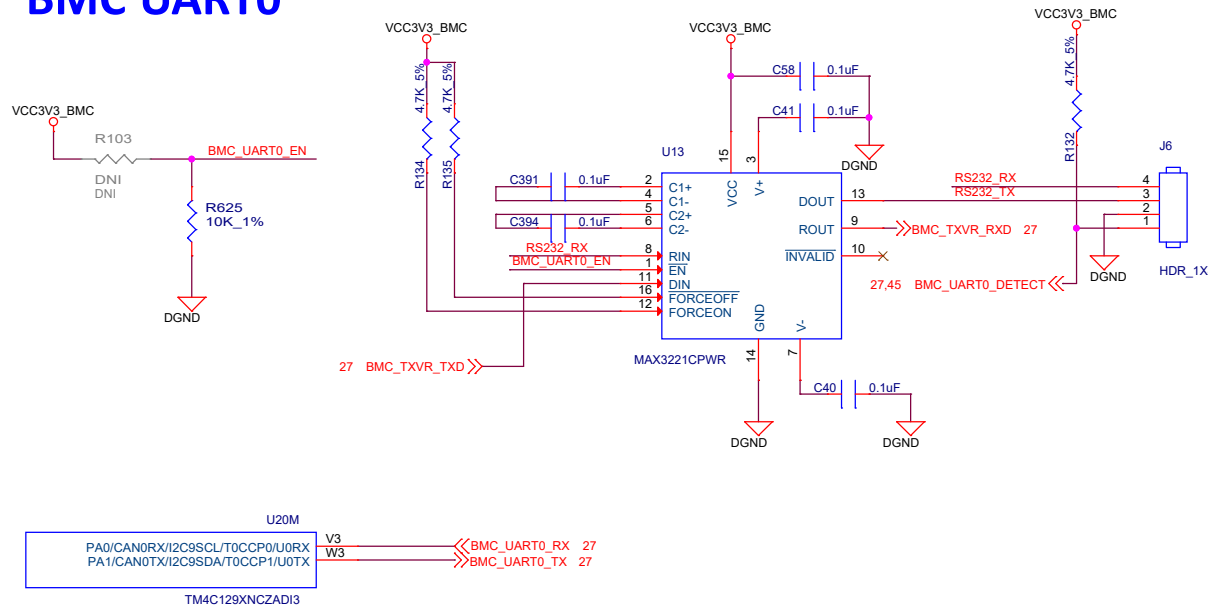 BMC UART0
VCC3V3_BMC
R103
DNI
DNI
BMC_UART0_EN
R625
10K_1%
DGND
VCC3V3_BMC
4.7K 5%
4.7K 5%
R134
R135
VCC3V3_BMC
C58 0.1uF
C41 0.1uF
DGND
U13
15
3
C391 0.1uF
C394 0.1uF
2 C1+
4 C1-
5 C2+
6 C2-
RS232_RX 8 RIN
BMC_UART0_EN 1 EN
11 DIN
16 FORCEOFF
12 FORCEON
VCC
V+
DOUT 13
ROUT 9
INVALID 10
GND
V-
14
7
MAX3221CPWR
27 BMC_TXVR_TXD
C40 0.1uF
DGND
DGND
BMC_TXVR_RXD 27
VCC3V3_BMC
4.7K 5%
R132
J6
RS232_RX 4
RS232_TX 3
2
1
DGND
HDR_1X
27,45 BMC_UART0_DETECT
U20M
PA0/CAN0RX/I2C9SCL/T0CCP0/U0RX V3 BMC_UART0_RX 27
PA1/CAN0TX/I2C9SDA/T0CCP1/U0TX W3 BMC_UART0_TX 27
TM4C129XNCZADI3